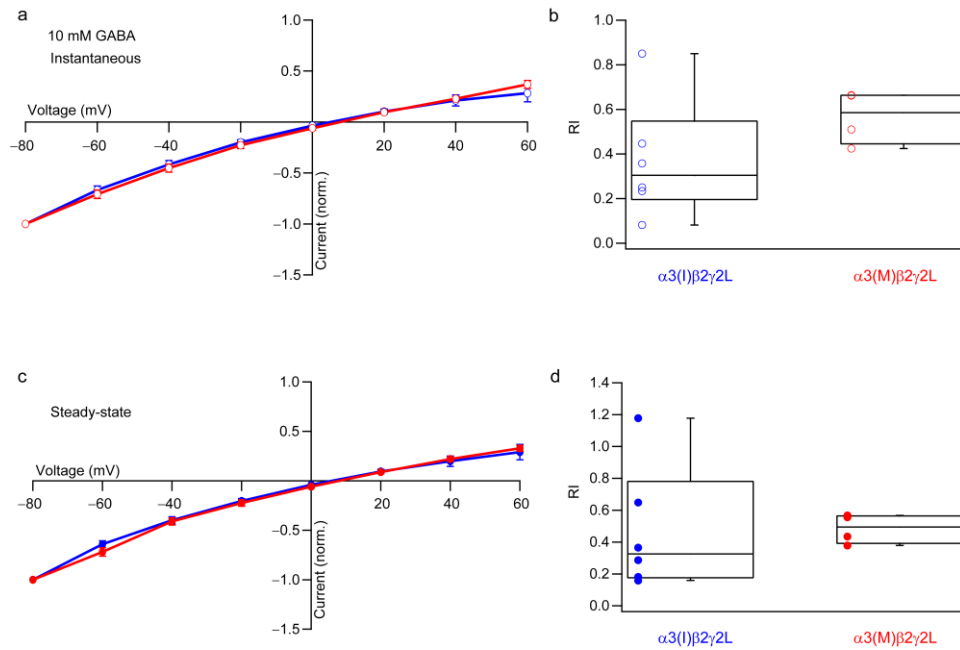 a
10 mM GABA
Instantaneous
Voltage (mV)
1.0
0.5
−0.5
−1.0
−1.5
−80 −60 −40 −20 0 20 40 60
Current (norm.)
b
1.0
0.8
0.6
0.4
0.2
0.0
RI
α3(I)β2γ2L α3(M)β2γ2L
c
Steady-state
Voltage (mV)
1.0
0.5
−0.5
−1.0
−1.5
−80 −60 −40 −20 0 20 40 60
Current (norm.)
d
1.4
1.2
1.0
0.8
0.6
0.4
0.2
0.0
RI
α3(I)β2γ2L α3(M)β2γ2L